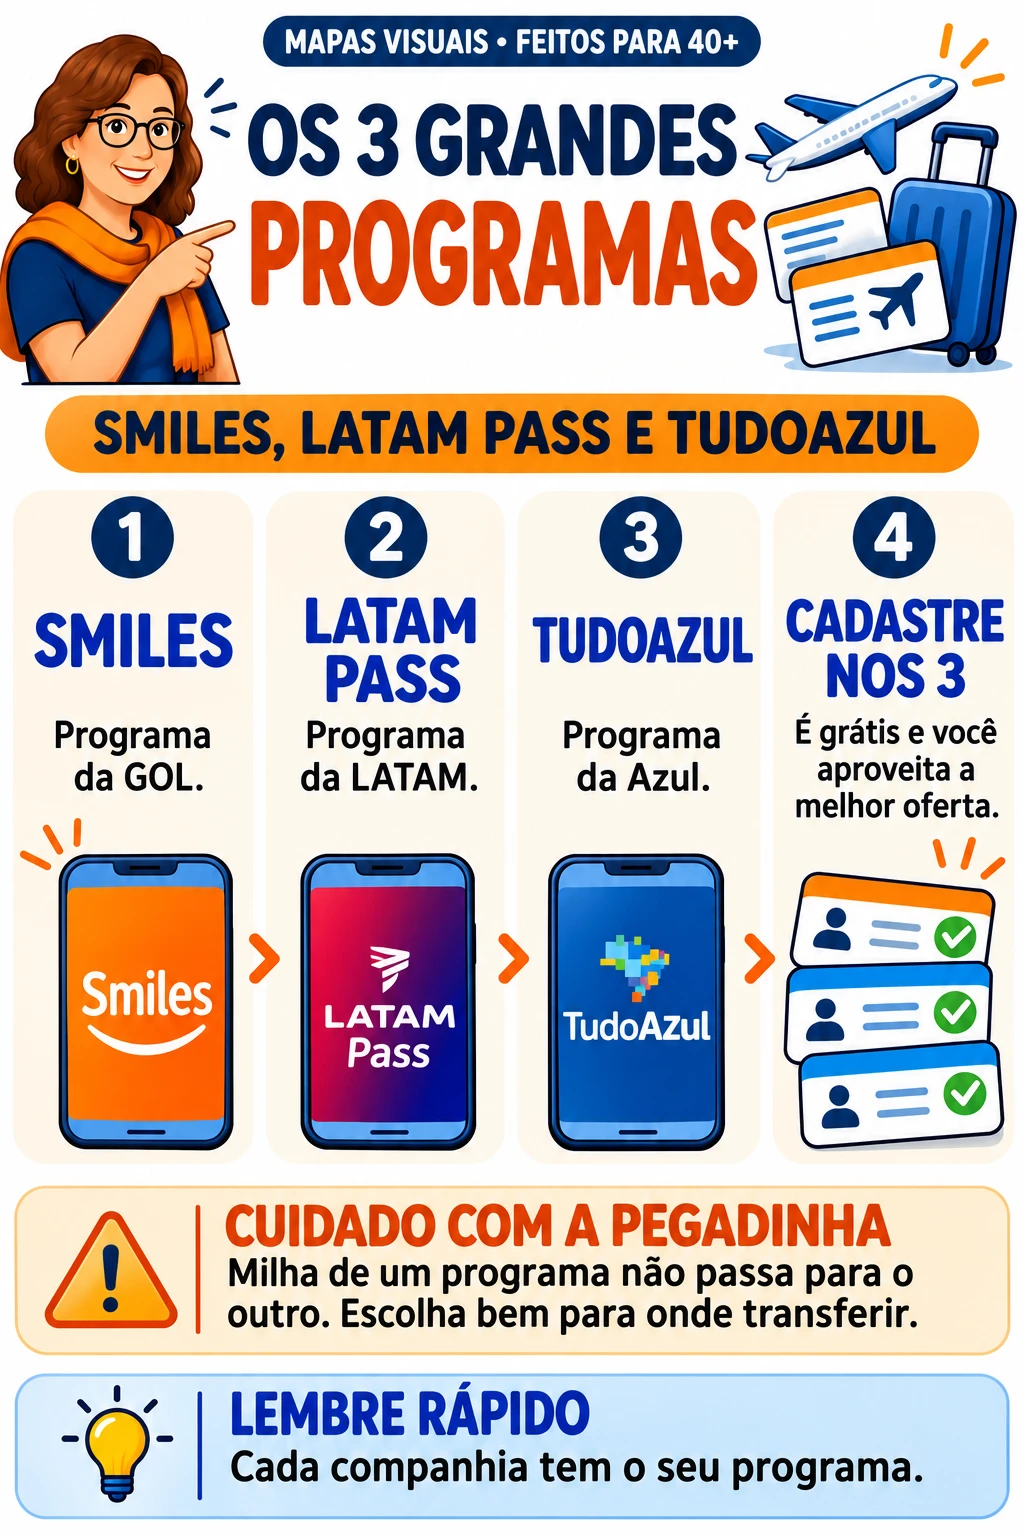 MAPAS VISUAIS • FEITOS PARA 40+
OS 3 GRANDES
PROGRAMAS
SMILES, LATAM PASS E TUDOAZUL
1
SMILES
Programa
da GOL.
Smiles
2
LATAM
PASS
Programa
da LATAM.
LATAM
Pass
3
TUDOAZUL
Programa
da Azul.
TudoAzul
4
CADASTRE
NOS 3
É grátis e você
aproveita a
melhor oferta.
CUIDADO COM A PEGADINHA
Milha de um programa não passa para o
outro. Escolha bem para onde transferir.
LEMBRE RÁPIDO
Cada companhia tem o seu programa.